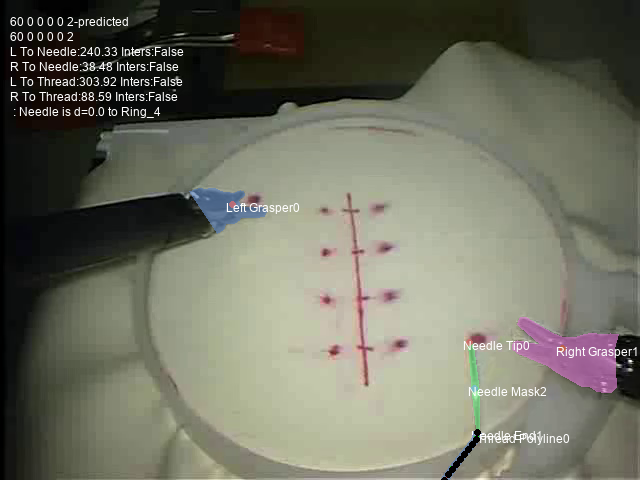 60 0 0 0 0 2-predicted
60 0 0 0 0 2
L To Needle:240.33 Inters:False
R To Needle:38.48 Inters:False
L To Thread:303.92 Inters:False
R To Thread:88.59 Inters:False
: Needle is d=0.0 to Ring_4
Left Grasper0
Needle Tip0
Right Grasper1
Needle Mask2
Needle End1
Thread Polyline0